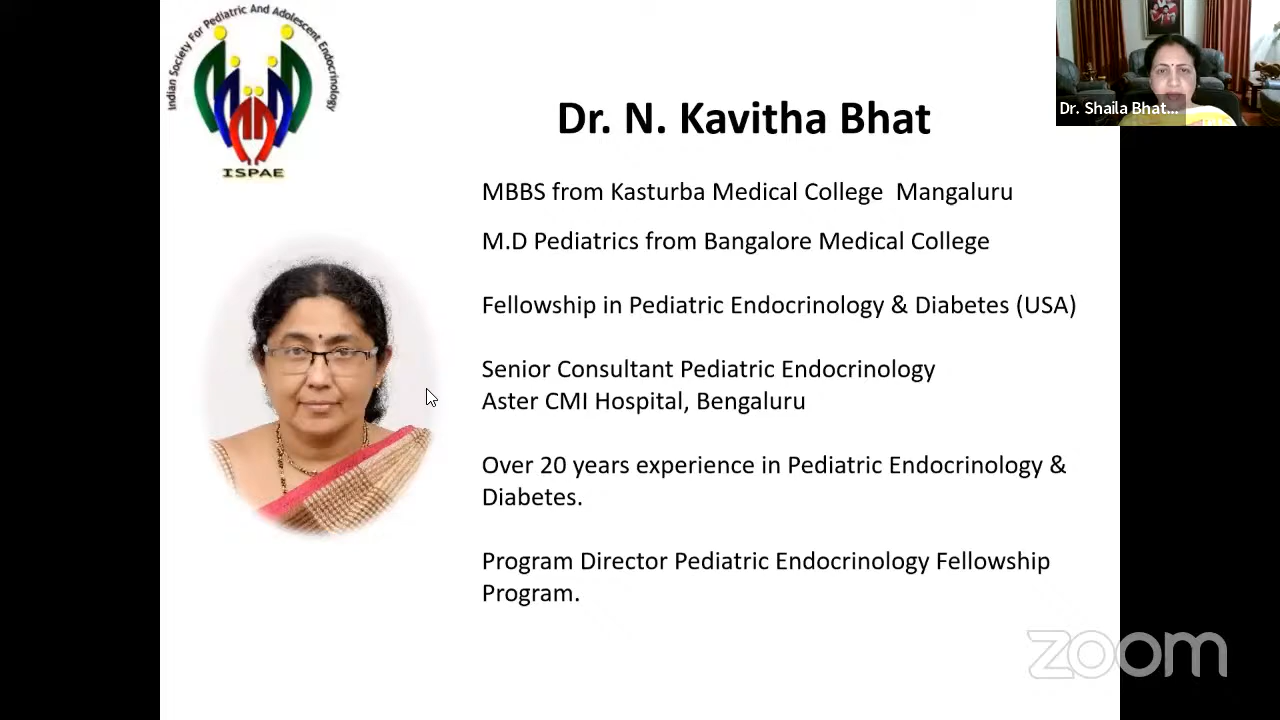 Indian Society For Pediatric And Adolescent Endocrinology
ISPAE
Dr. Shaila Bhat...
Dr. N. Kavitha Bhat
MBBS from Kasturba Medical College Mangaluru
M.D Pediatrics from Bangalore Medical College
Fellowship in Pediatric Endocrinology & Diabetes (USA)
Senior Consultant Pediatric Endocrinology
Aster CMI Hospital, Bengaluru
Over 20 years experience in Pediatric Endocrinology &
Diabetes.
Program Director Pediatric Endocrinology Fellowship
Program.
zoom